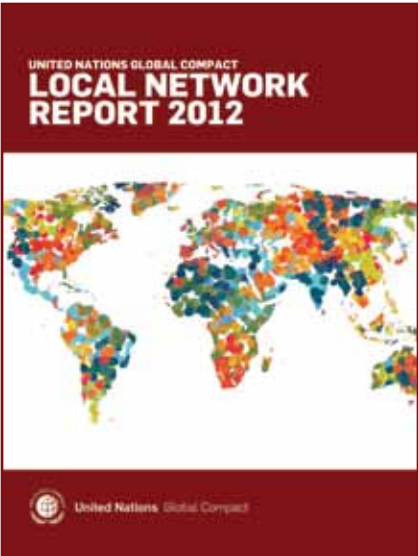 UNITED NATIONS GLOBAL COMPACT
LOCAL NETWORK
REPORT 2012
United Nations Global Compact